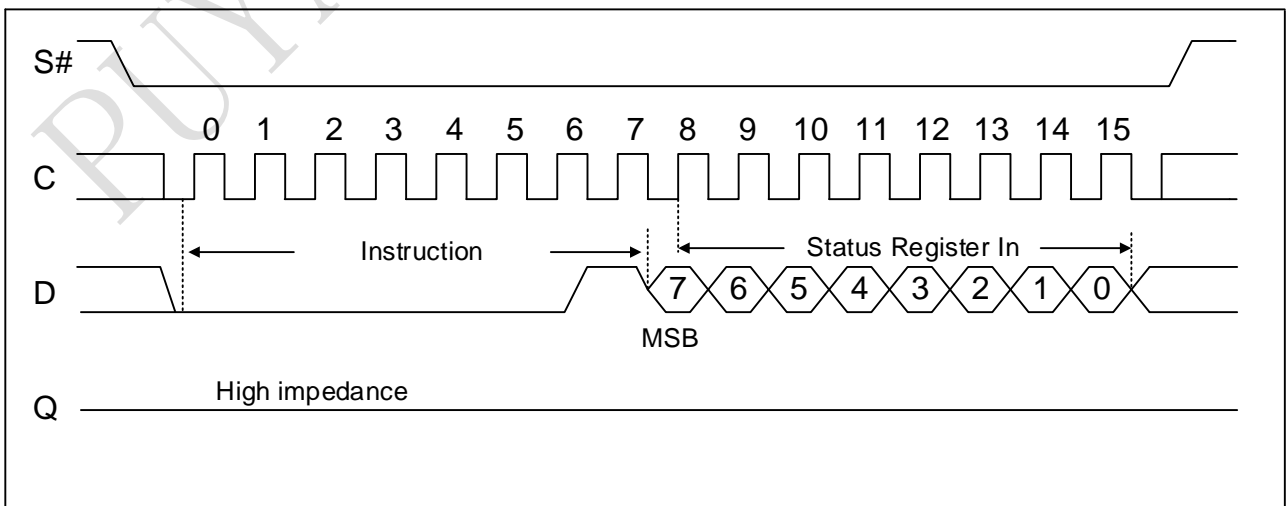 PUY
S#
0 1 2 3 4 5 6 7 8 9 10 11 12 13 14 15
C
Instruction
Status Register In
D
7 6 5 4 3 2 1 0
MSB
High impedance
Q